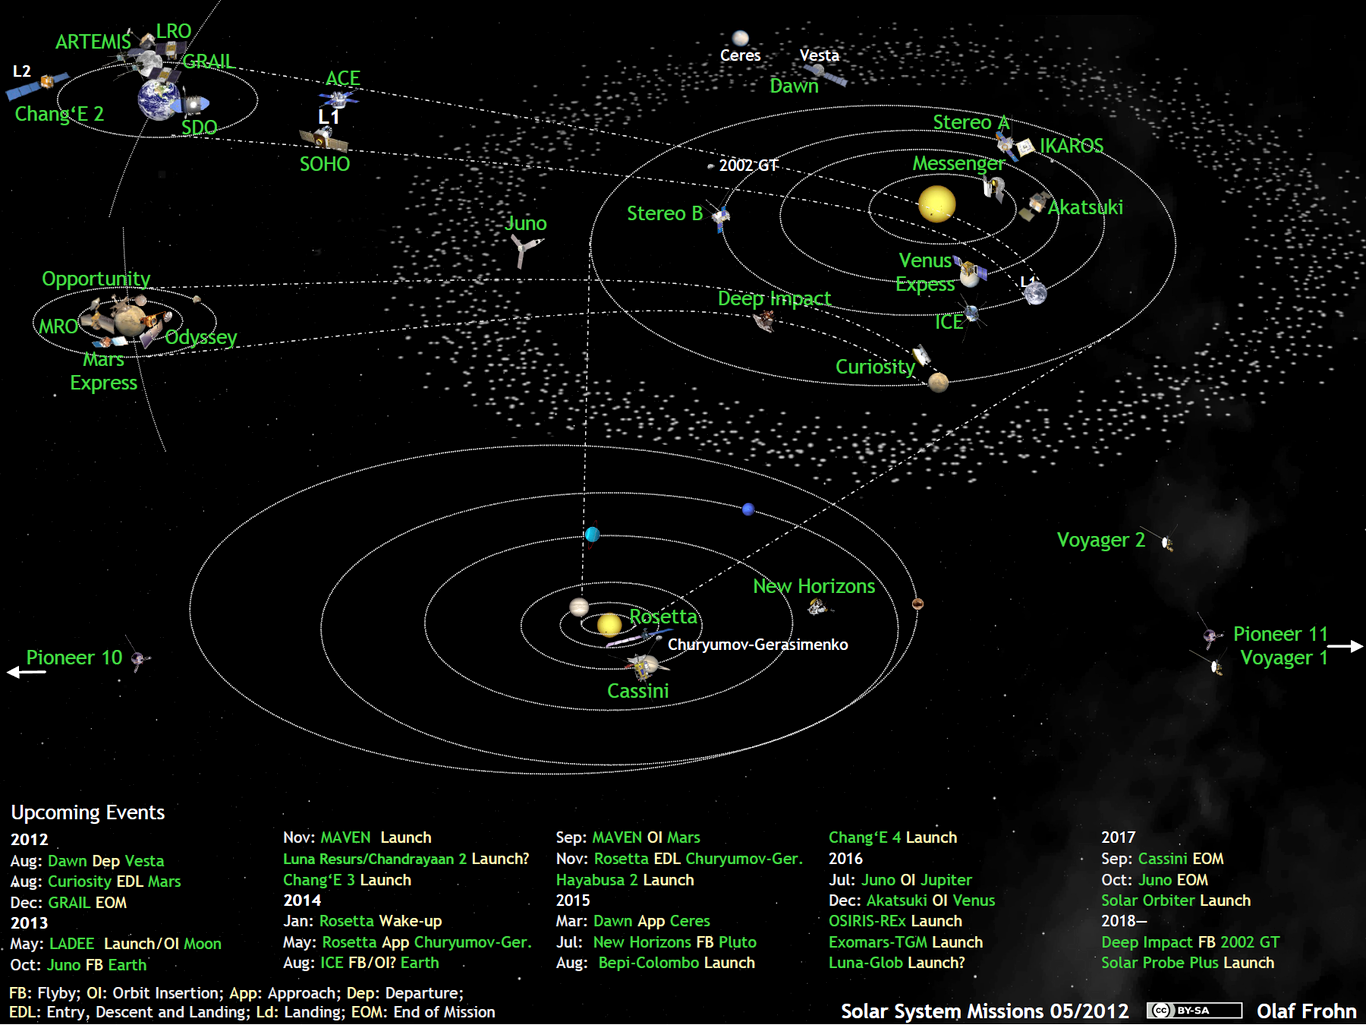 ARTEMIS
LRO
GRAIL
L2
Chang‘E 2
SDO
ACE
L1
SOHO
Ceres
Vesta
Dawn
Stereo A
IKAROS
Messenger
2002 GT
Akatsuki
Stereo B
Juno
Venus
Expess
L1
Deep Impact
ICE
Curiosity
Opportunity
MRO
Odyssey
Mars
Express
Voyager 2
New Horizons
Rosetta
Churyumov-Gerasimenko
Cassini
Pioneer 10
Pioneer 11
Voyager 1
Upcoming Events
2012
Aug: Dawn Dep Vesta
Aug: Curiosity EDL Mars
Dec: GRAIL EOM
2013
May: LADEE Launch/OI Moon
Oct: Juno FB Earth
Nov: MAVEN Launch
Luna Resurs/Chandrayaan 2 Launch?
Chang‘E 3 Launch
2014
Jan: Rosetta Wake-up
May: Rosetta App Churyumov-Ger.
Aug: ICE FB/OI? Earth
Sep: MAVEN OI Mars
Nov: Rosetta EDL Churyumov-Ger.
Hayabusa 2 Launch
2015
Mar: Dawn App Ceres
Jul: New Horizons FB Pluto
Aug: Bepi-Colombo Launch
Chang‘E 4 Launch
2016
Jul: Juno OI Jupiter
Dec: Akatsuki OI Venus
OSIRIS-REx Launch
Exomars-TGM Launch
Luna-Glob Launch?
2017
Sep: Cassini EOM
Oct: Juno EOM
Solar Orbiter Launch
2018—
Deep Impact FB 2002 GT
Solar Probe Plus Launch
FB: Flyby; OI: Orbit Insertion; App: Approach; Dep: Departure;
EDL: Entry, Descent and Landing; Ld: Landing; EOM: End of Mission
Solar System Missions 05/2012 cc BY-SA Olaf Frohn